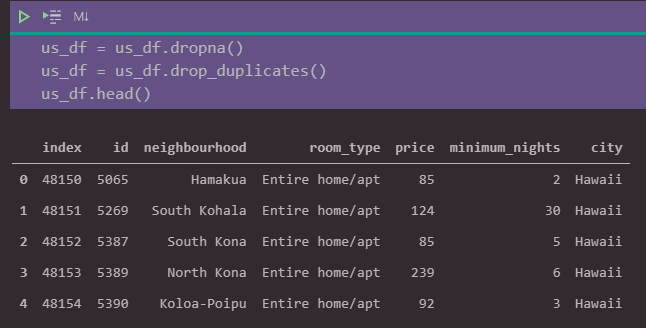 M↓
us_df = us_df.dropna()
us_df = us_df.drop_duplicates()
us_df.head()
index id neighbourhood room_type price minimum_nights city
0 48150 5065 Hamakua Entire home/apt 85 2 Hawaii
1 48151 5269 South Kohala Entire home/apt 124 30 Hawaii
2 48152 5387 South Kona Entire home/apt 85 5 Hawaii
3 48153 5389 North Kona Entire home/apt 239 6 Hawaii
4 48154 5390 Koloa-Poipu Entire home/apt 92 3 Hawaii